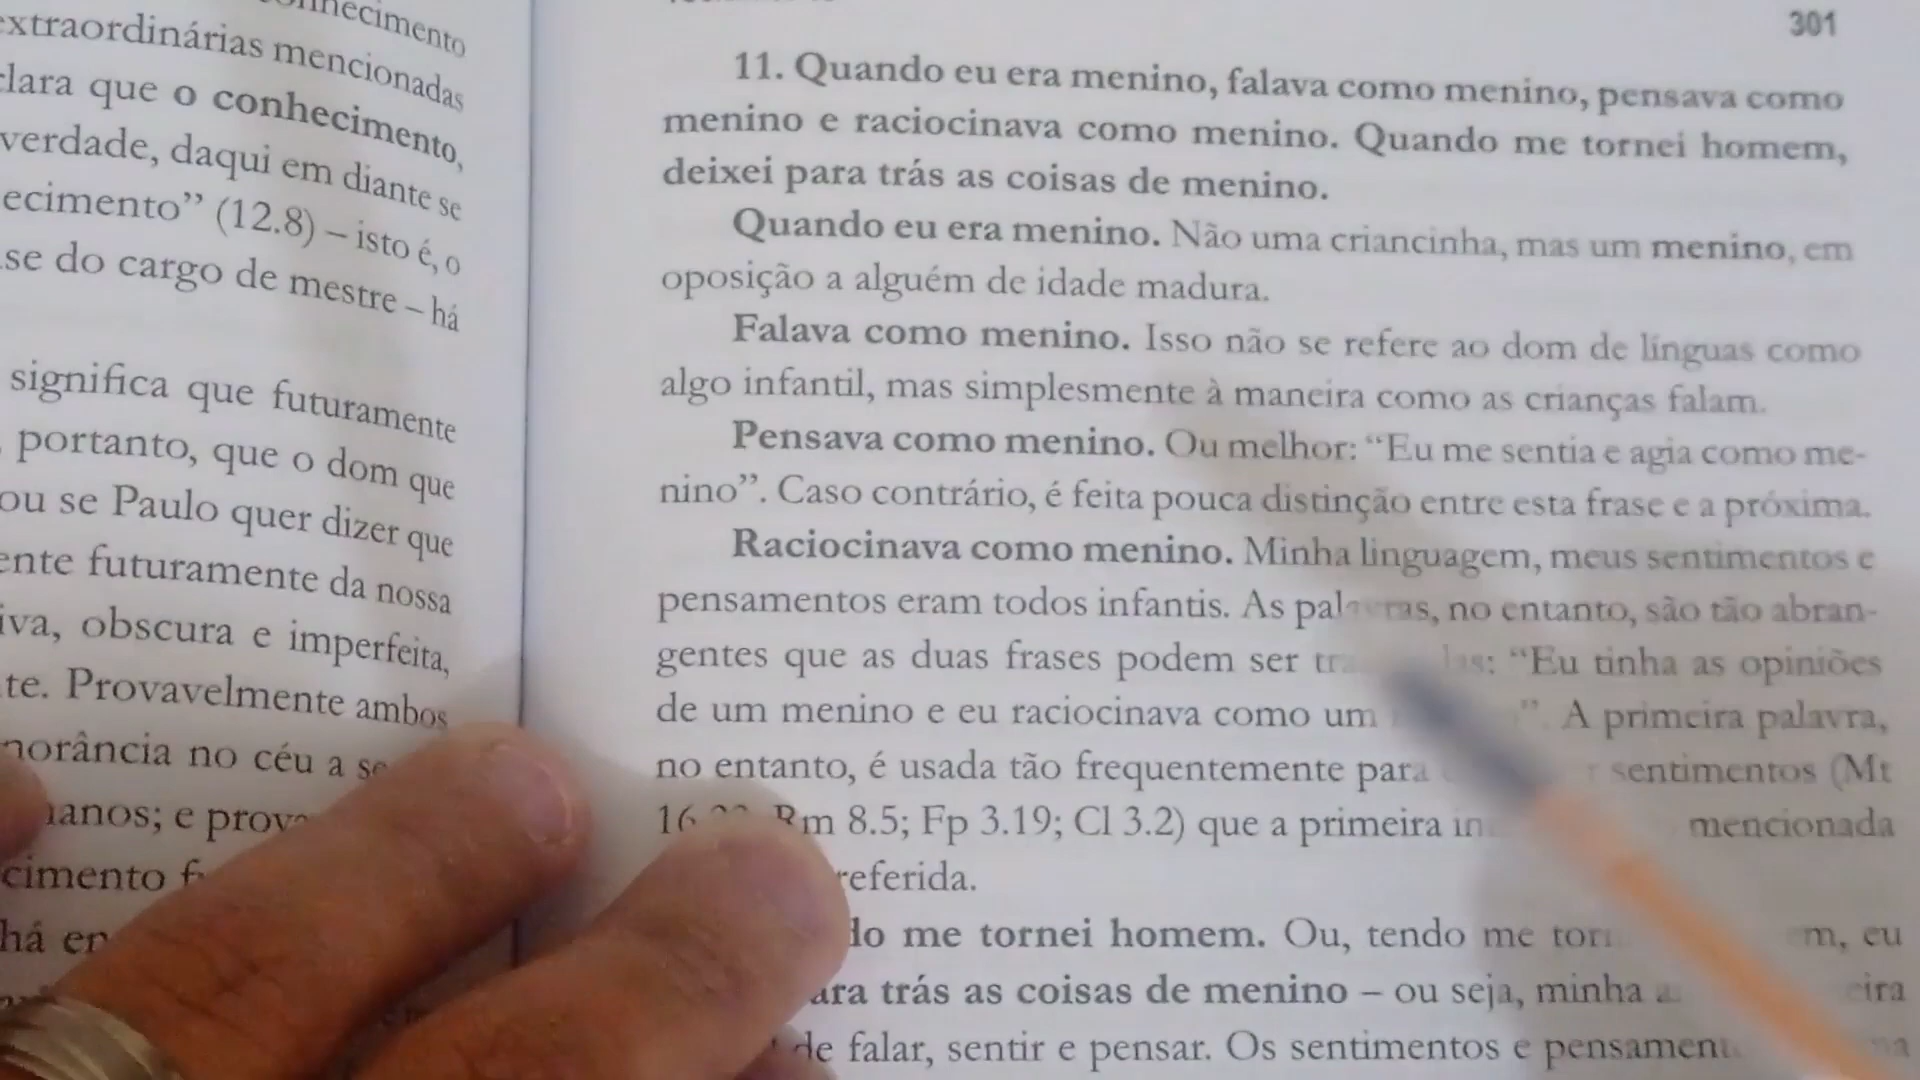 conhecimento
extraordinárias mencionadas
clara que o conhecimento,
verdade, daqui em diante se
ecimento” (12.8) – isto é, o
se do cargo de mestre – há
significa que futuramente
portanto, que o dom que
ou se Paulo quer dizer que
ente futuramente da nossa
iva, obscura e imperfeita,
te. Provavelmente ambos
norância no céu a se
anos; e prov
cimento f
há en
301
11. Quando eu era menino, falava como menino, pensava como
menino e raciocinava como menino. Quando me tornei homem,
deixei para trás as coisas de menino.
Quando eu era menino. Não uma criancinha, mas um menino, em
oposição a alguém de idade madura.
Falava como menino. Isso não se refere ao dom de línguas como
algo infantil, mas simplesmente à maneira como as crianças falam.
Pensava como menino. Ou melhor: “Eu me sentia e agia como me-
nino”. Caso contrário, é feita pouca distinção entre esta frase e a próxima.
Raciocinava como menino. Minha linguagem, meus sentimentos e
pensamentos eram todos infantis. As palavras, no entanto, são tão abran-
gentes que as duas frases podem ser “Eu tinha as opiniões
de um menino e eu raciocinava como um ”. A primeira palavra,
no entanto, é usada tão frequentemente para sentimentos (Mt
16 Rm 8.5; Fp 3.19; Cl 3.2) que a primeira mencionada
referida.
do me tornei homem. Ou, tendo me eu
ara trás as coisas de menino – ou seja, minha
de falar, sentir e pensar. Os sentimentos e